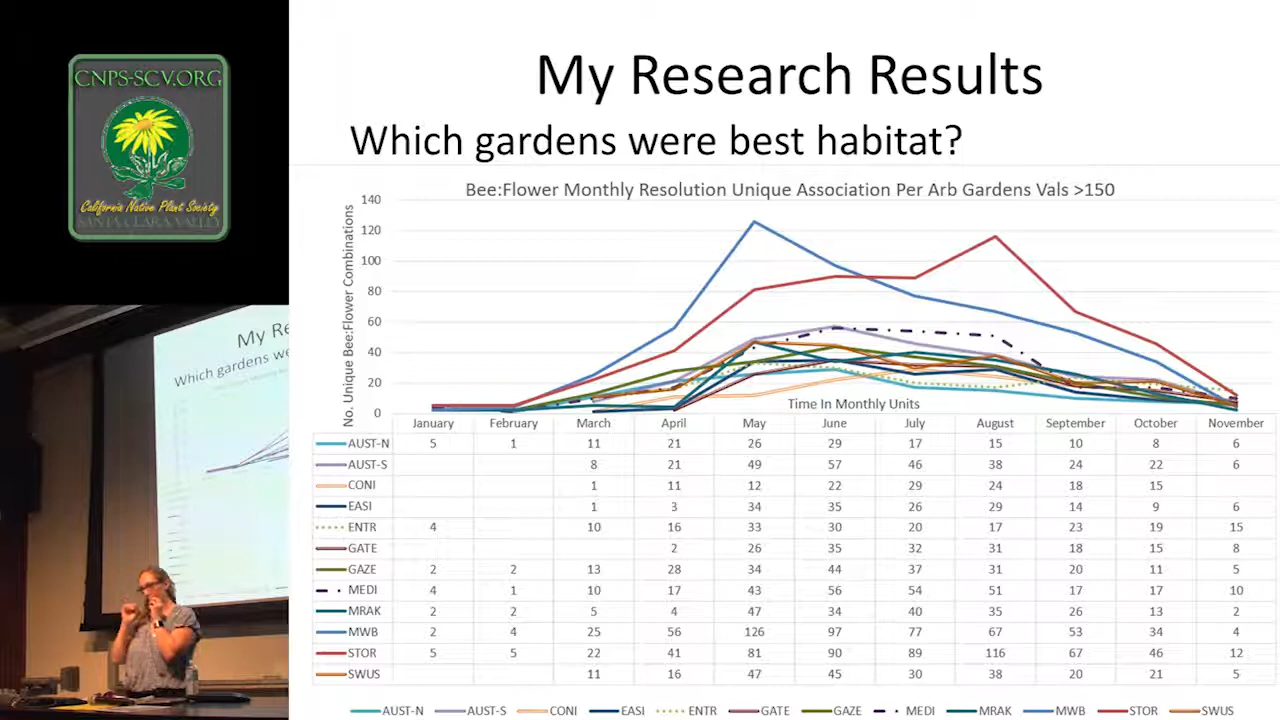 CNPS-SCV.ORG
California Native Plant Society
SANTA CLARA VALLEY
My Research Results
Which gardens were best habitat?
Bee:Flower Monthly Resolution Unique Association Per Arb Gardens Vals >150
No. Unique Bee:Flower Combinations
140
120
100
80
60
40
20
0
Time In Monthly Units
January February March April May June July August September October November
AUST-N 5 1 11 21 26 29 17 15 10 8 6
AUST-S 8 21 49 57 46 38 24 22 6
CONI 1 11 12 22 29 24 18 15
EASI 1 3 34 35 26 29 14 9 6
ENTR 4 10 16 33 30 20 17 23 19 15
GATE 2 26 35 32 31 18 15 8
GAZE 2 2 13 28 34 44 37 31 20 11 5
MEDI 4 1 10 17 43 56 54 51 17 17 10
MRAK 2 2 5 4 47 34 40 35 26 13 2
MWB 2 4 25 56 126 97 77 67 53 34 4
STOR 5 5 22 41 81 90 89 116 67 46 12
SWUS 11 16 47 45 30 38 20 21 5
AUST-N AUST-S CONI EASI ENTR GATE GAZE MEDI MRAK MWB STOR SWUS
My Re
Which gardens we